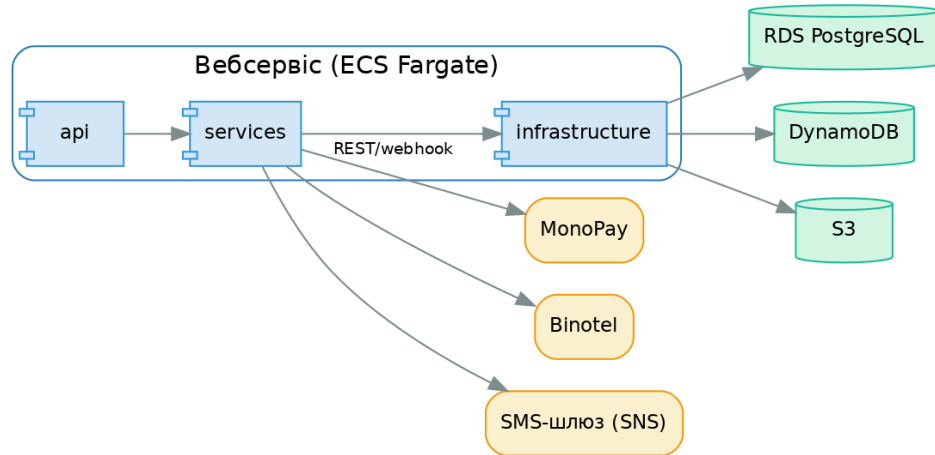 Вебсервіс (ECS Fargate)
api
services
infrastructure
REST/webhook
RDS PostgreSQL
DynamoDB
S3
MonoPay
Binotel
SMS-шлюз (SNS)